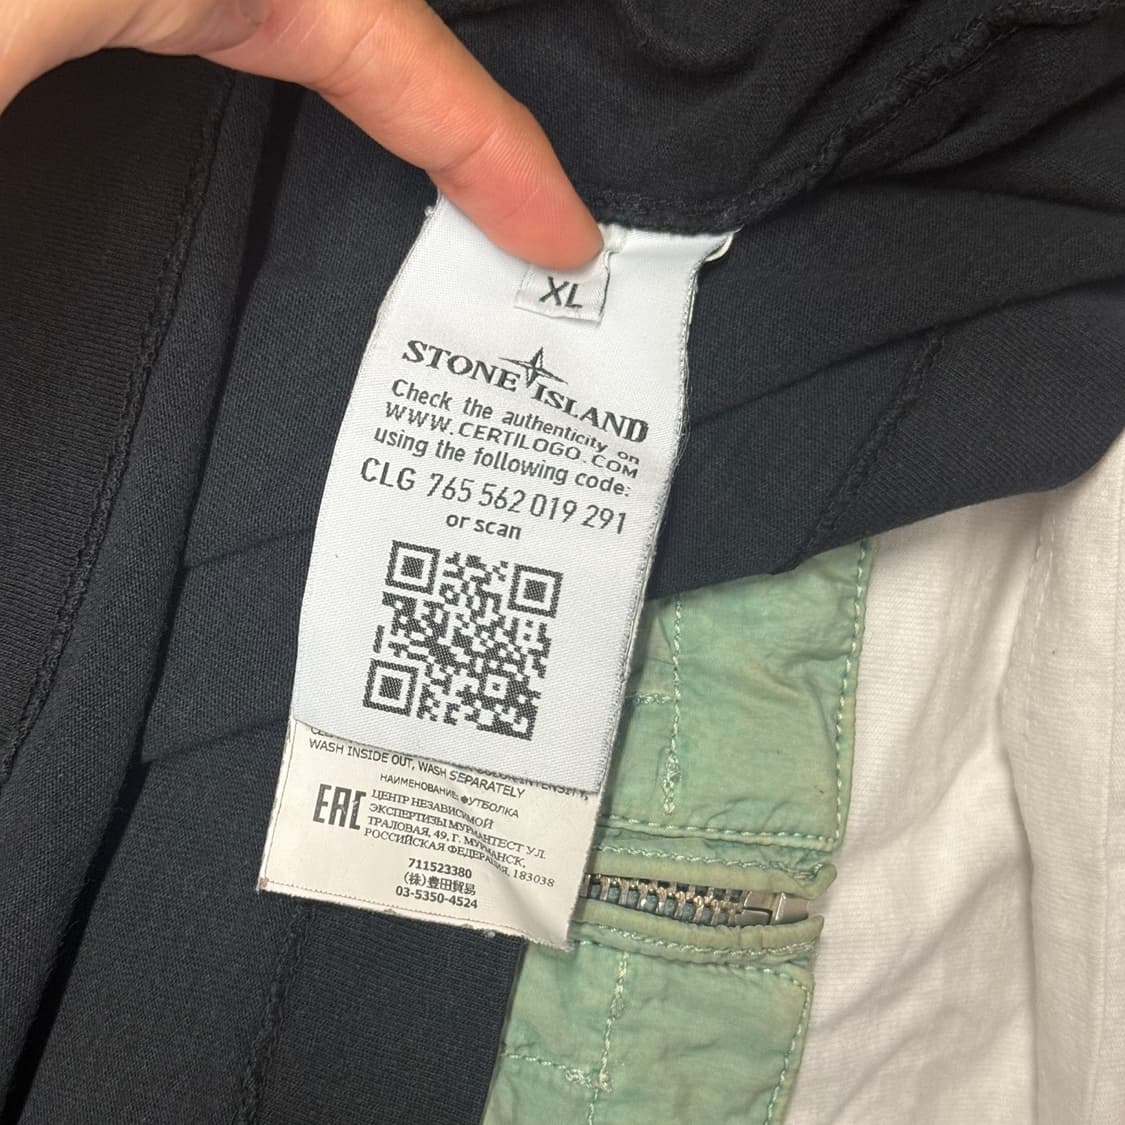 XL
STONE ISLAND
Check the authenticity on
WWW.CERTILOGO.COM
using the following code:
CLG 765 562 019 291
or scan
WASH INSIDE OUT, WASH SEPARATELY
НАИМЕНОВАНИЕ: ФУТБОЛКА
EAC
ЦЕНТР НЕЗАВИСИМОЙ
ЭКСПЕРТИЗЫ МУРМАНТЕСТ УЛ.
ТРАЛОВАЯ, 49, Г. МУРМАНСК,
РОССИЙСКАЯ ФЕДЕРАЦИЯ, 183038
711523380
(株)豊田貿易
03-5350-4524